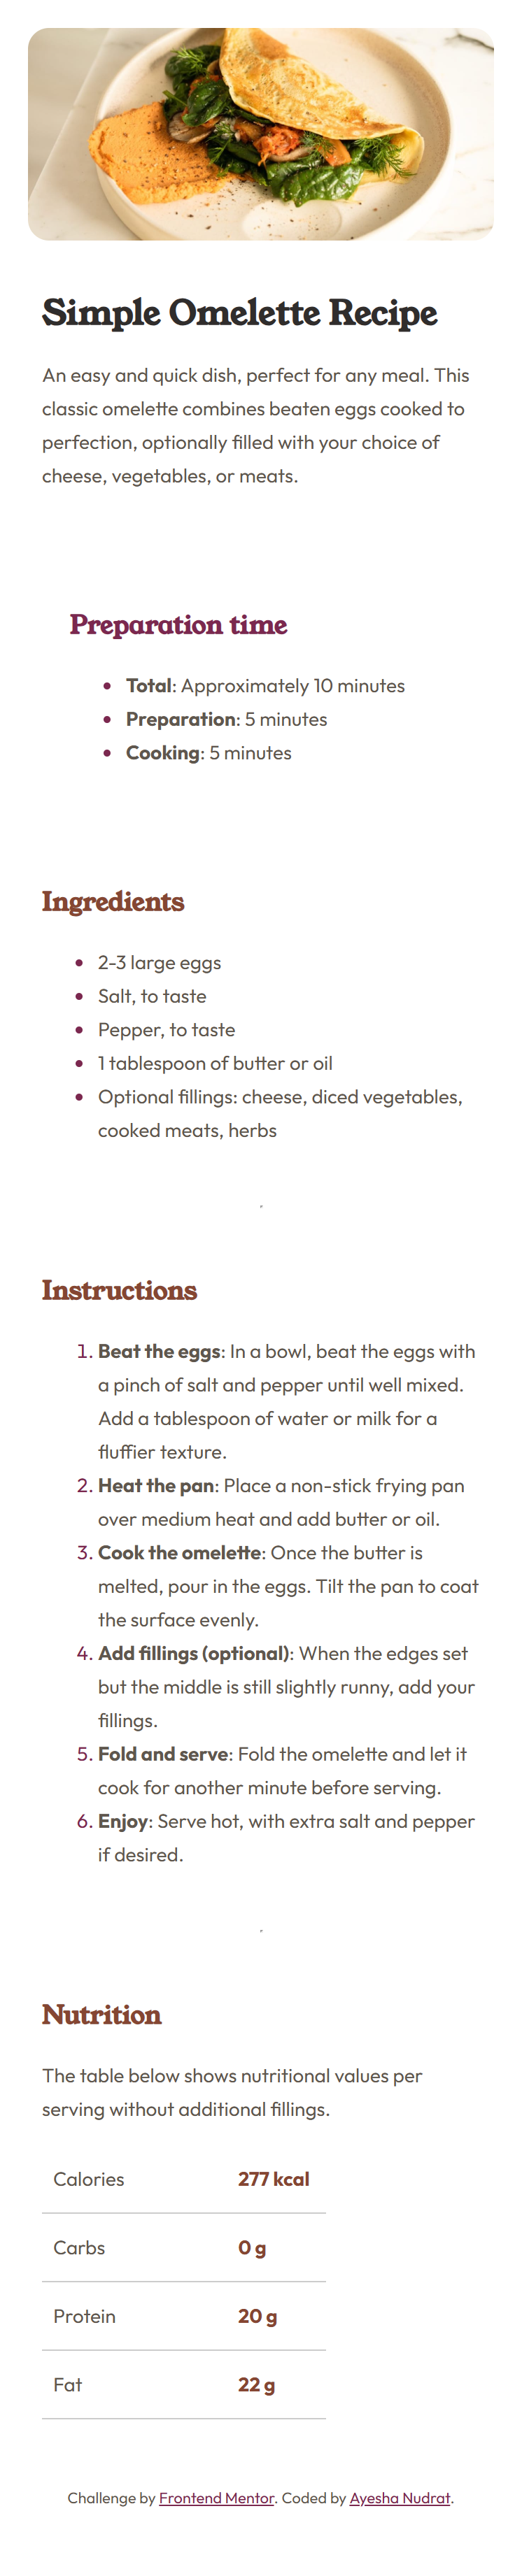 Simple Omelette Recipe
An easy and quick dish, perfect for any meal. This
classic omelette combines beaten eggs cooked to
perfection, optionally filled with your choice of
cheese, vegetables, or meats.
Preparation time
• Total: Approximately 10 minutes
• Preparation: 5 minutes
• Cooking: 5 minutes
Ingredients
• 2-3 large eggs
• Salt, to taste
• Pepper, to taste
• 1 tablespoon of butter or oil
• Optional fillings: cheese, diced vegetables,
cooked meats, herbs
Instructions
1. Beat the eggs: In a bowl, beat the eggs with
a pinch of salt and pepper until well mixed.
Add a tablespoon of water or milk for a
fluffier texture.
2. Heat the pan: Place a non-stick frying pan
over medium heat and add butter or oil.
3. Cook the omelette: Once the butter is
melted, pour in the eggs. Tilt the pan to coat
the surface evenly.
4. Add fillings (optional): When the edges set
but the middle is still slightly runny, add your
fillings.
5. Fold and serve: Fold the omelette and let it
cook for another minute before serving.
6. Enjoy: Serve hot, with extra salt and pepper
if desired.
Nutrition
The table below shows nutritional values per
serving without additional fillings.
Calories 277 kcal
Carbs 0 g
Protein 20 g
Fat 22 g
Challenge by Frontend Mentor. Coded by Ayesha Nudrat.